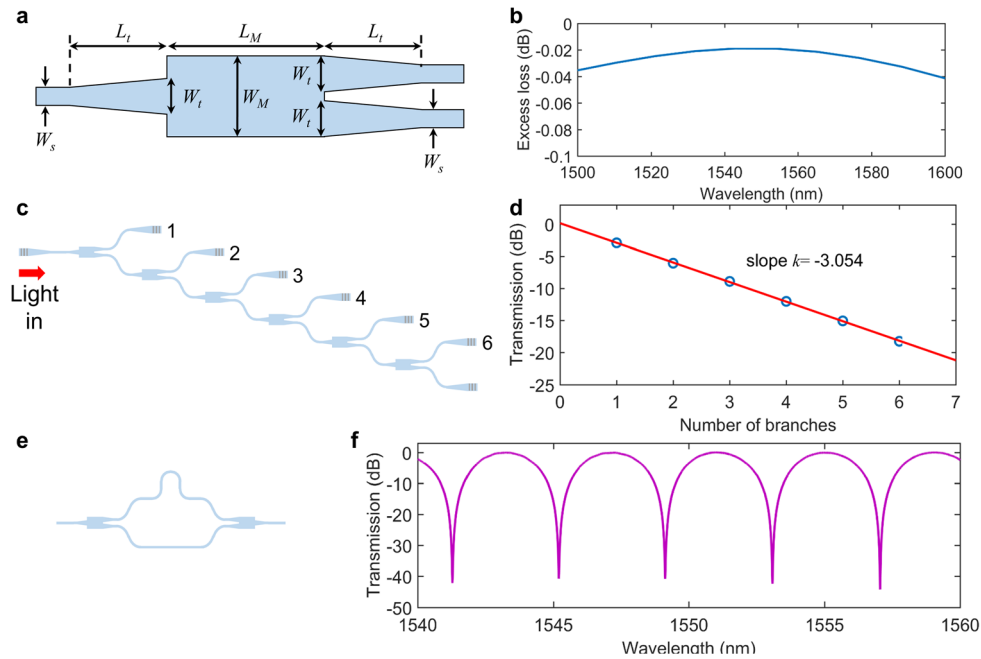 a
L_t
L_M
L_t
W_t
W_t
W_M
W_t
W_s
W_s
b
Excess loss (dB)
0
-0.02
-0.04
-0.06
-0.08
-0.1
1500
1520
1540
1560
1580
1600
Wavelength (nm)
c
Light
in
1
2
3
4
5
6
d
Transmission (dB)
0
-5
-10
-15
-20
-25
slope k= -3.054
0
1
2
3
4
5
6
7
Number of branches
e
f
Transmission (dB)
0
-10
-20
-30
-40
-50
1540
1545
1550
1555
1560
Wavelength (nm)